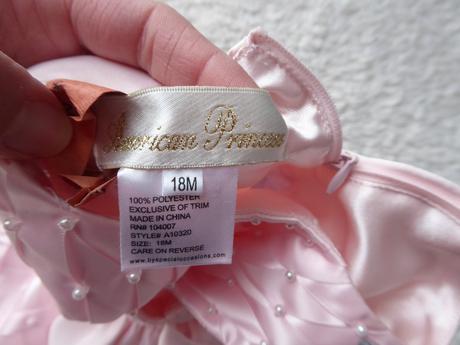 American Princess
18M
100% POLYESTER
EXCLUSIVE OF TRIM
MADE IN CHINA
RN# 104007
STYLE# A10320
SIZE: 18M
CARE ON REVERSE
www.byspecialoccasions.com